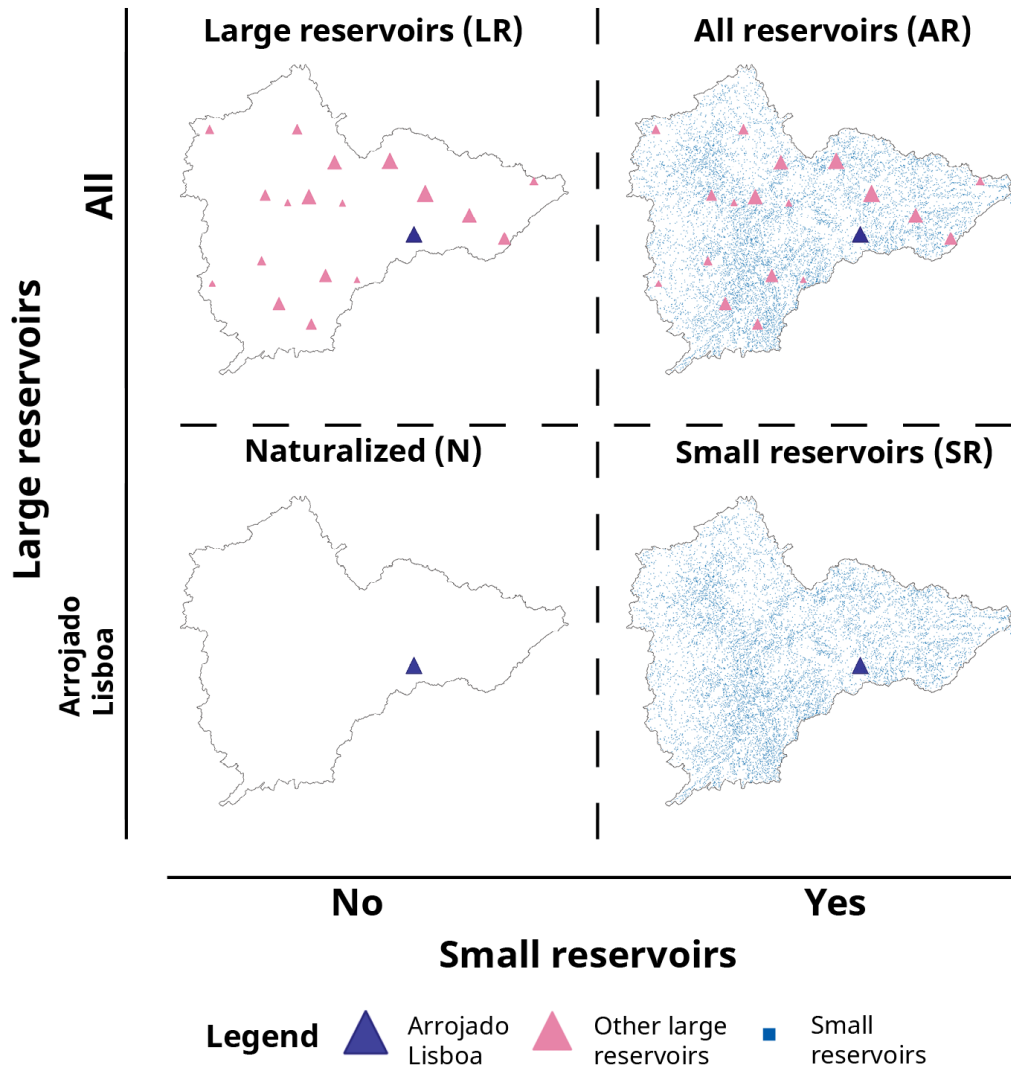 Large reservoirs (LR)
All reservoirs (AR)
All
Large reservoirs
Naturalized (N)
Small reservoirs (SR)
Arrojado
Lisboa
No
Yes
Small reservoirs
Legend
Arrojado
Lisboa
Other large
reservoirs
Small
reservoirs